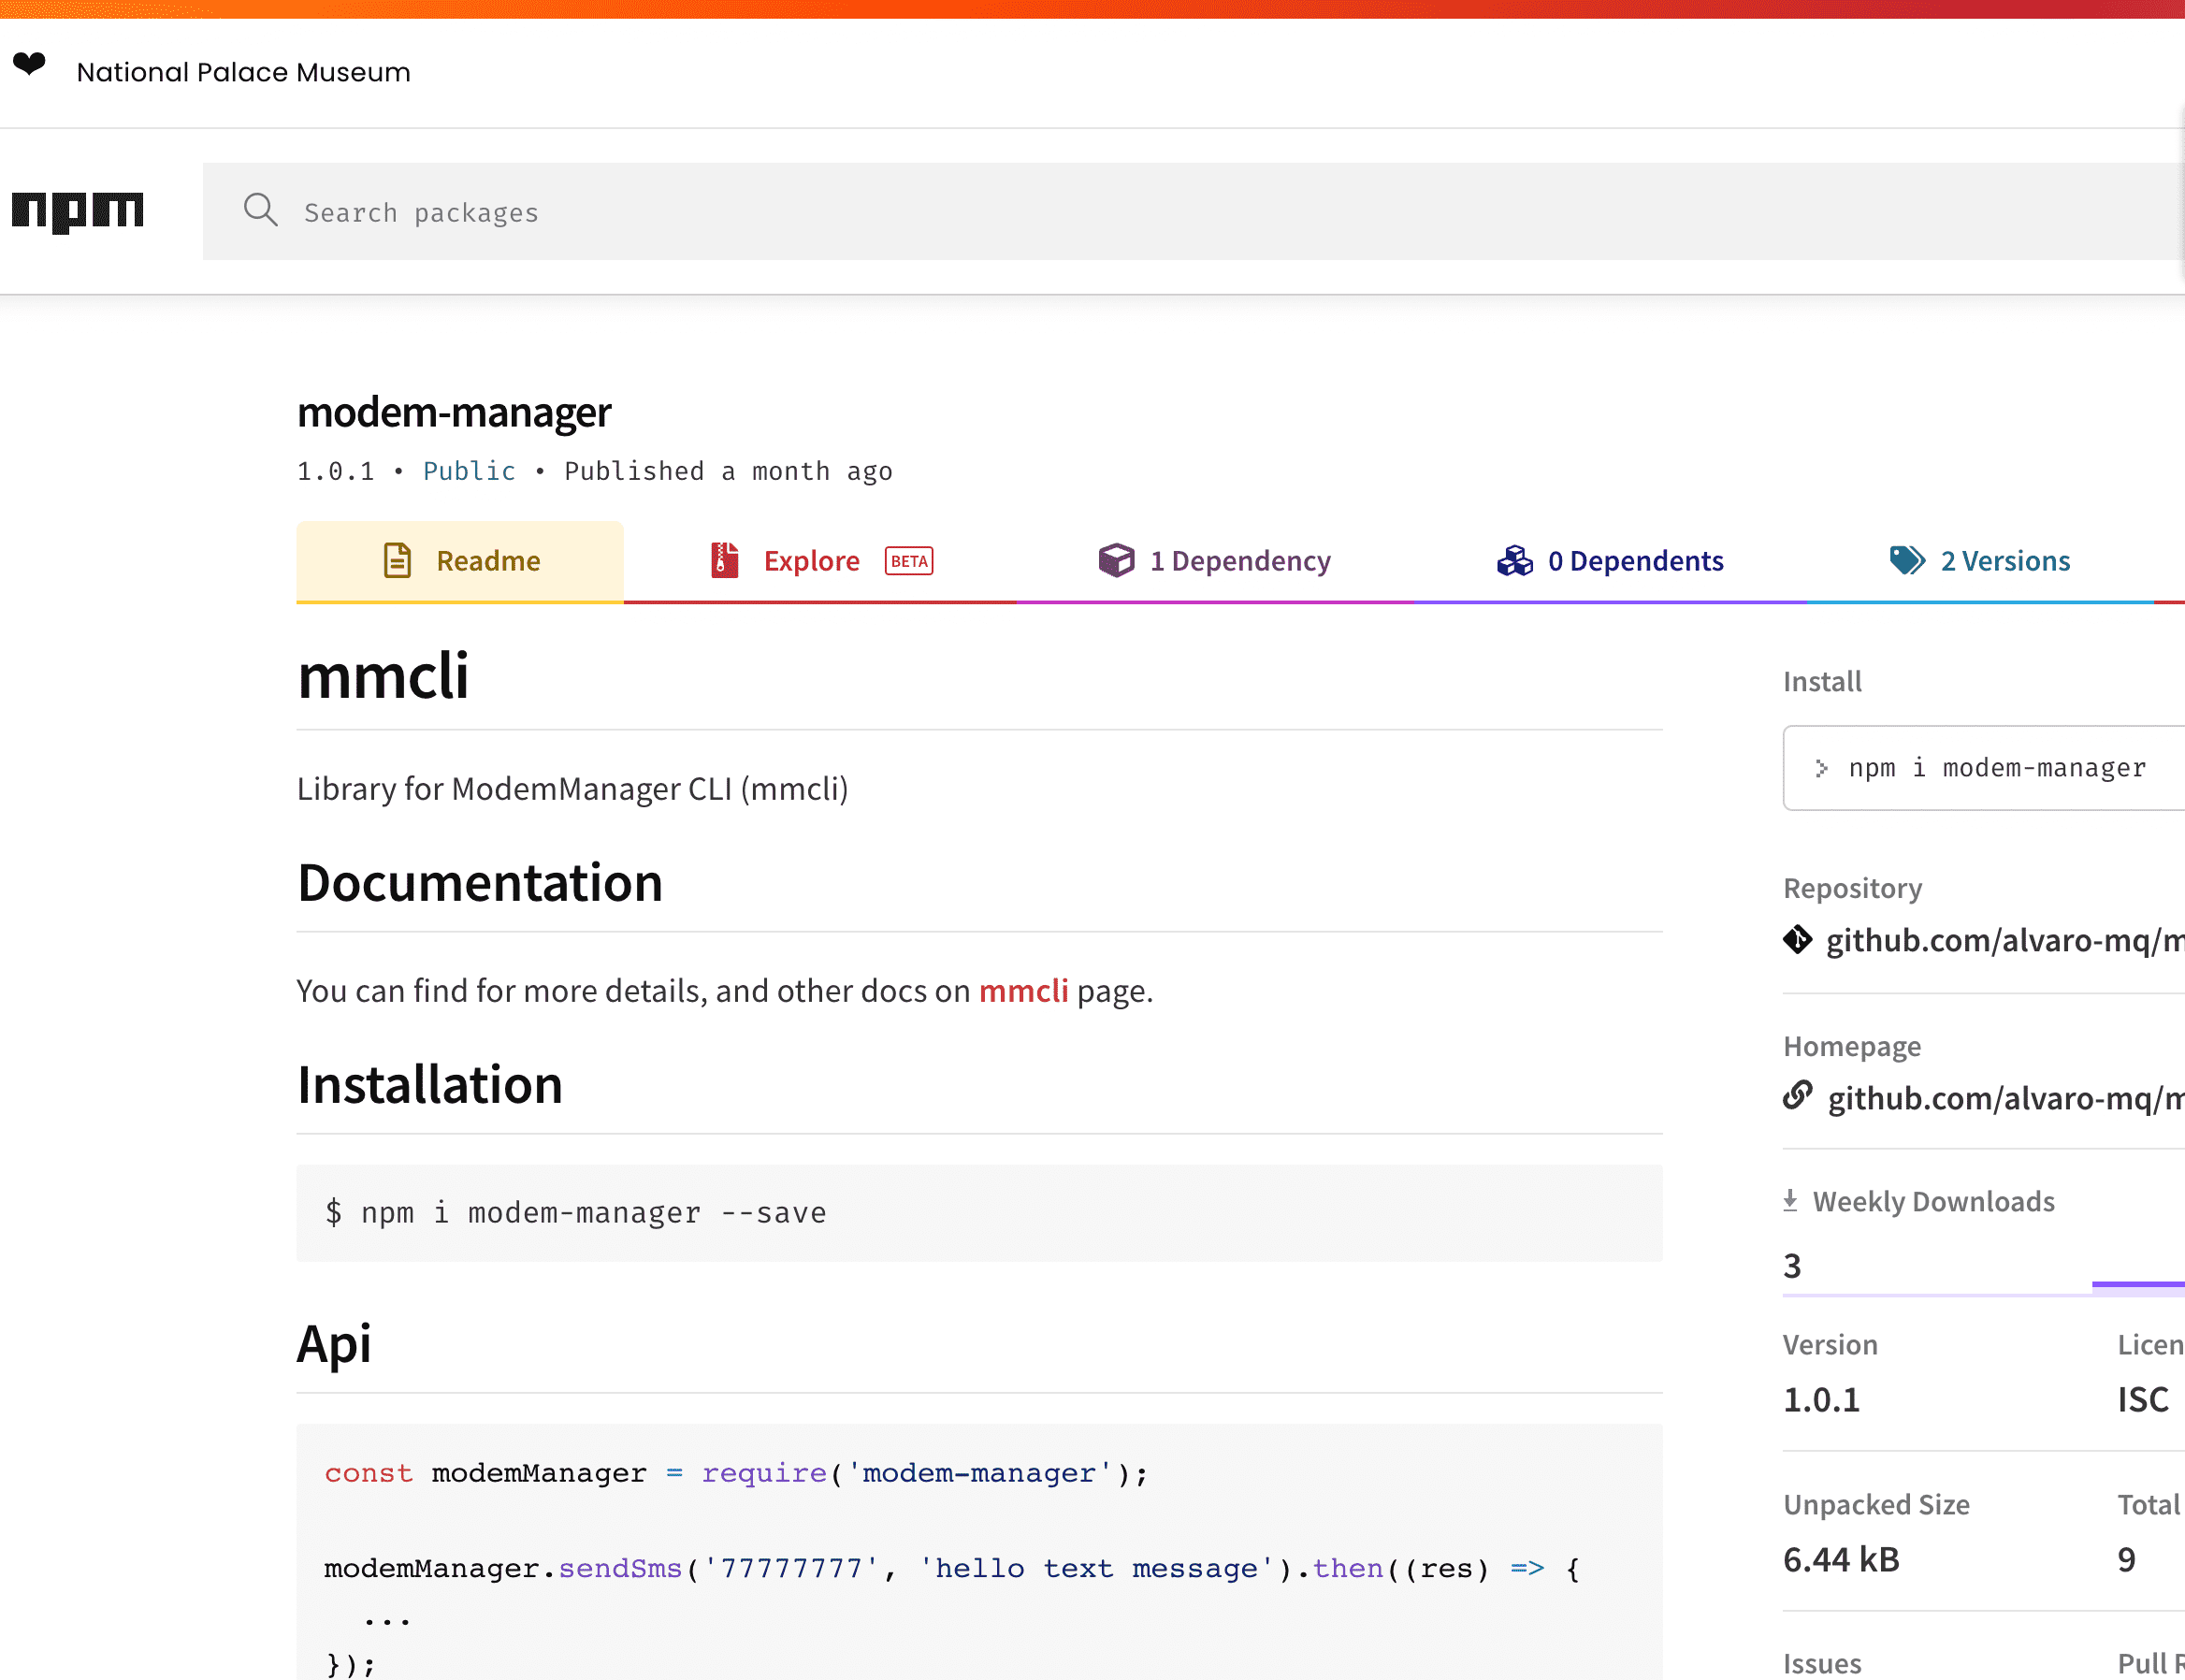 ❤ National Palace Museum
npm
Search packages
modem-manager
1.0.1 • Public • Published a month ago
Readme
Explore BETA
1 Dependency
0 Dependents
2 Versions
mmcli
Library for ModemManager CLI (mmcli)
Documentation
You can find for more details, and other docs on mmcli page.
Installation
$ npm i modem-manager --save
Api
const modemManager = require('modem-manager');
modemManager.sendSms('77777777', 'hello text message').then((res) => {
...
});
Install
> npm i modem-manager
Repository
github.com/alvaro-mq/m
Homepage
github.com/alvaro-mq/m
Weekly Downloads
3
Version
Licen
1.0.1
ISC
Unpacked Size
Total
6.44 kB
9
Issues
Pull R